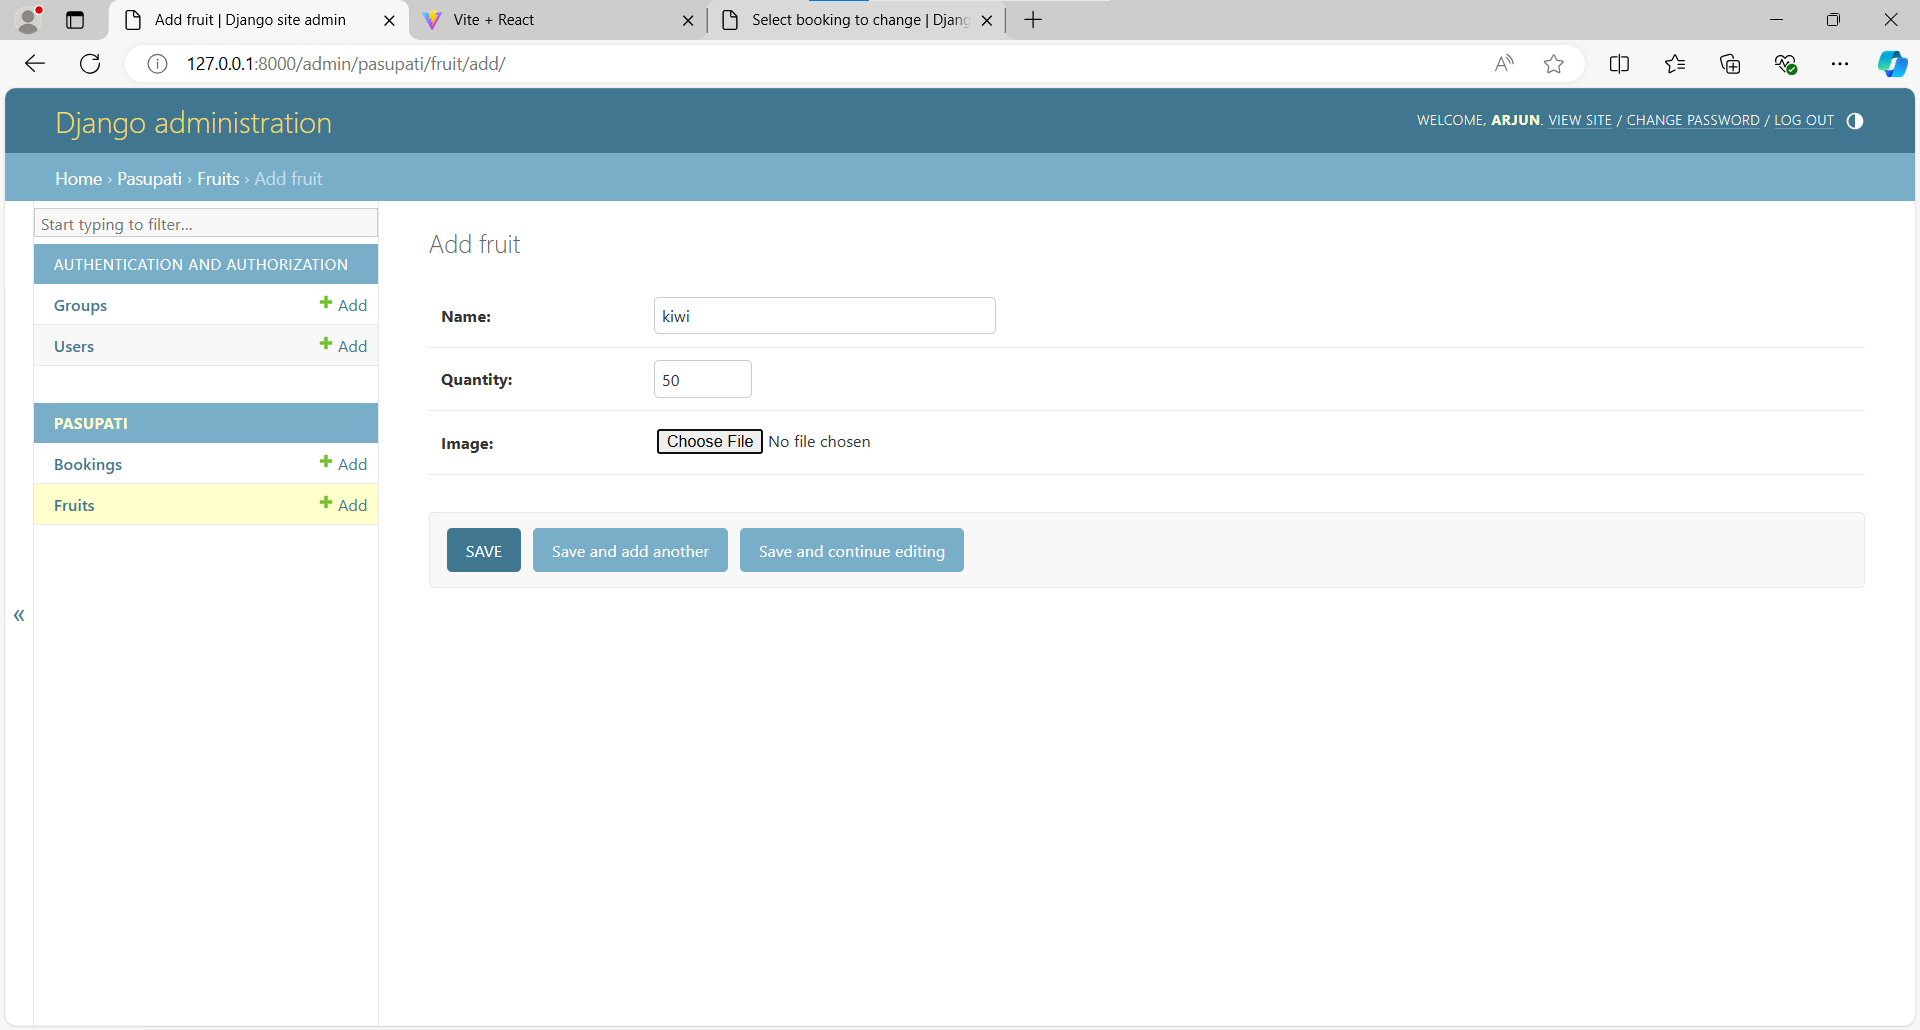 Add fruit | Django site admin
Vite + React
Select booking to change | Djang
127.0.0.1:8000/admin/pasupati/fruit/add/
Django administration
WELCOME, ARJUN. VIEW SITE / CHANGE PASSWORD / LOG OUT
Home › Pasupati › Fruits › Add fruit
Start typing to filter...
AUTHENTICATION AND AUTHORIZATION
Groups Add
Users Add
PASUPATI
Bookings Add
Fruits Add
«
Add fruit
Name: kiwi
Quantity: 50
Image: Choose File No file chosen
SAVE Save and add another Save and continue editing